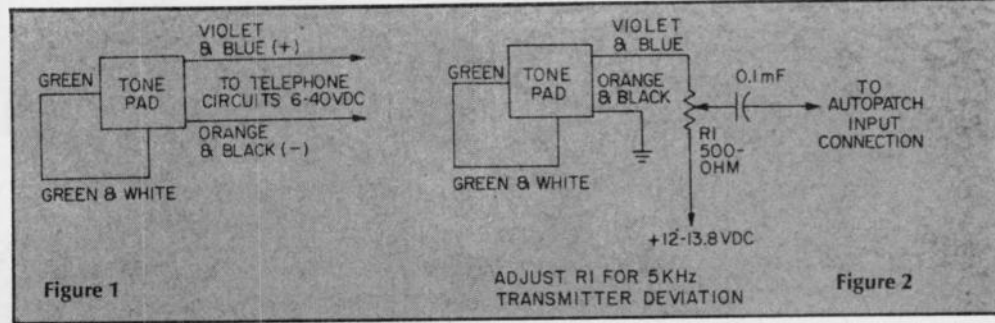 VIOLET
& BLUE (+)
GREEN
TONE
PAD
TO TELEPHONE
CIRCUITS 6-40VDC
ORANGE
& BLACK (-)
GREEN & WHITE
Figure 1
VIOLET
& BLUE
GREEN
TONE
PAD
ORANGE
& BLACK
0.1mF
TO
AUTOPATCH
INPUT
CONNECTION
R1
500-
OHM
GREEN & WHITE
+12-13.8VDC
ADJUST R1 FOR 5KHz
TRANSMITTER DEVIATION
Figure 2